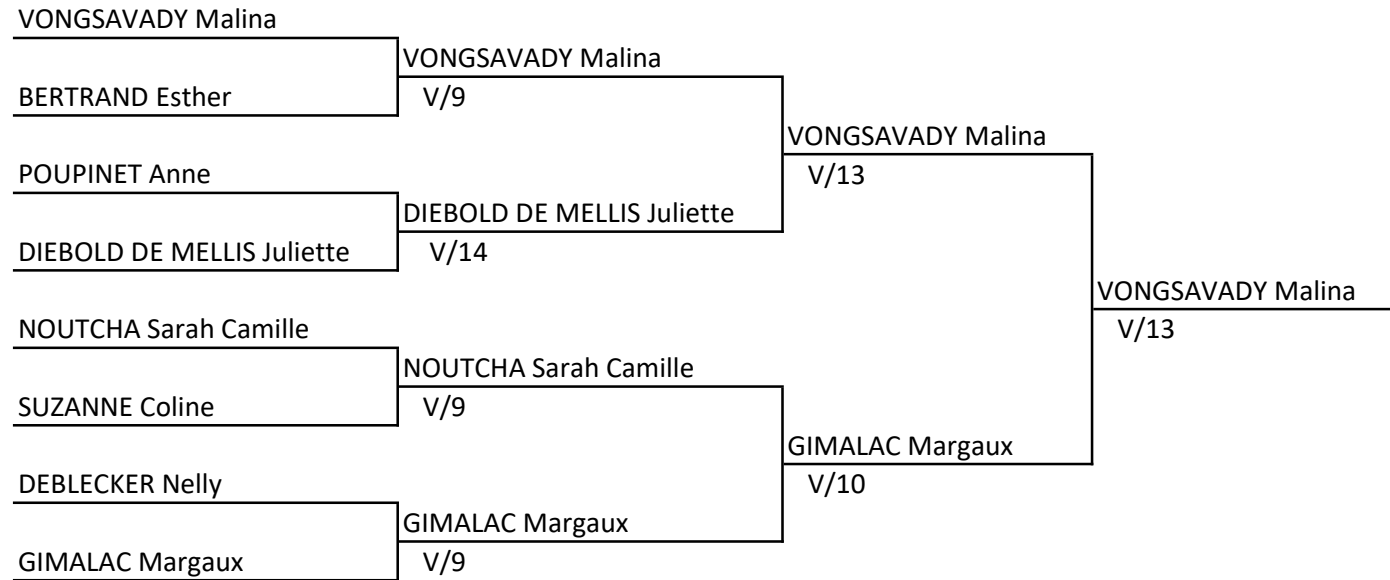 VONGSAVADY Malina
VONGSAVADY Malina
BERTRAND Esther
V/9
VONGSAVADY Malina
POUPINET Anne
V/13
DIEBOLD DE MELLIS Juliette
DIEBOLD DE MELLIS Juliette
V/14
VONGSAVADY Malina
NOUTCHA Sarah Camille
V/13
NOUTCHA Sarah Camille
SUZANNE Coline
V/9
GIMALAC Margaux
DEBLECKER Nelly
V/10
GIMALAC Margaux
GIMALAC Margaux
V/9